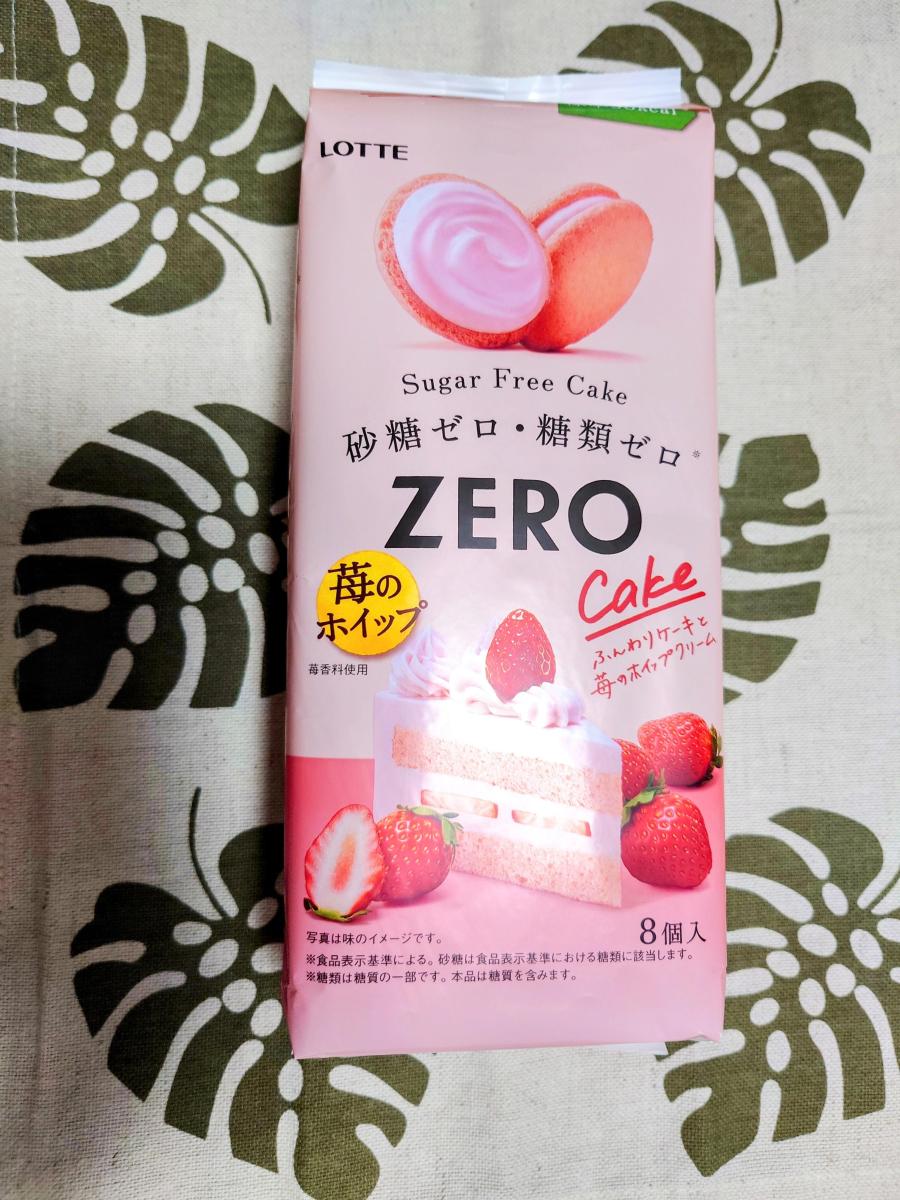 kcal
LOTTE
Sugar Free Cake
砂糖ゼロ・糖類ゼロ※
ZERO
Cake
苺の
ホイップ
苺香料使用
ふんわりケーキと
苺のホイップクリーム
写真は味のイメージです。
8個入
※食品表示基準による。砂糖は食品表示基準における糖類に該当します。
※糖類は糖質の一部です。本品は糖質を含みます。